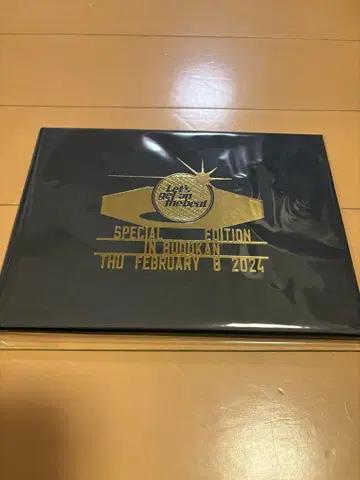 Let's
get on
the beat
SPECIAL EDITION
IN BUDOKAN
THU FEBRUARY 8 2024